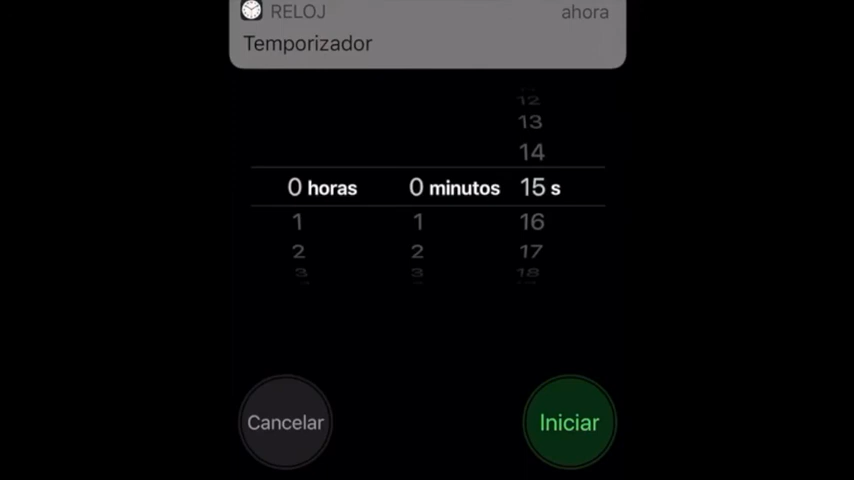 RELOJ ahora
Temporizador
12
13
14
0 horas 0 minutos 15 s
1 1 16
2 2 17
3 3 18
Cancelar Iniciar